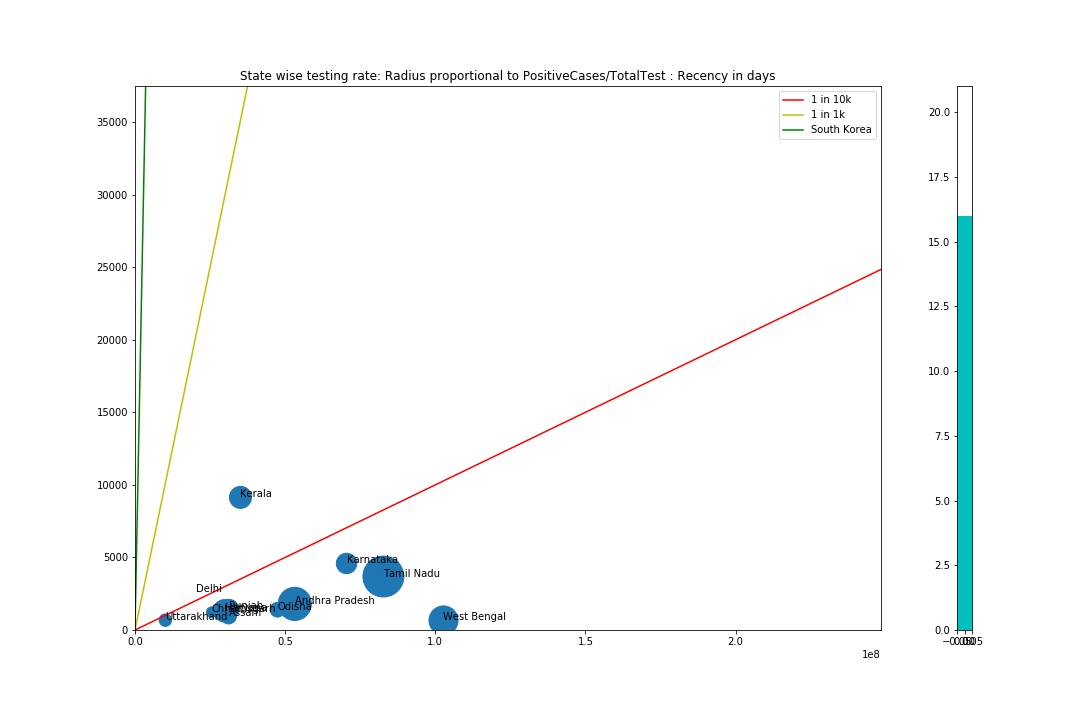 State wise testing rate: Radius proportional to PositiveCases/TotalTest : Recency in days
1 in 10k
1 in 1k
South Korea
35000
30000
25000
20000
15000
10000
5000
0
Kerala
Karnataka
Tamil Nadu
Delhi
Andhra Pradesh
Odisha
Assam
Uttarakhand
West Bengal
0.0
0.5
1.0
1.5
2.0
1e8
20.0
17.5
15.0
12.5
10.0
7.5
5.0
2.5
0.0